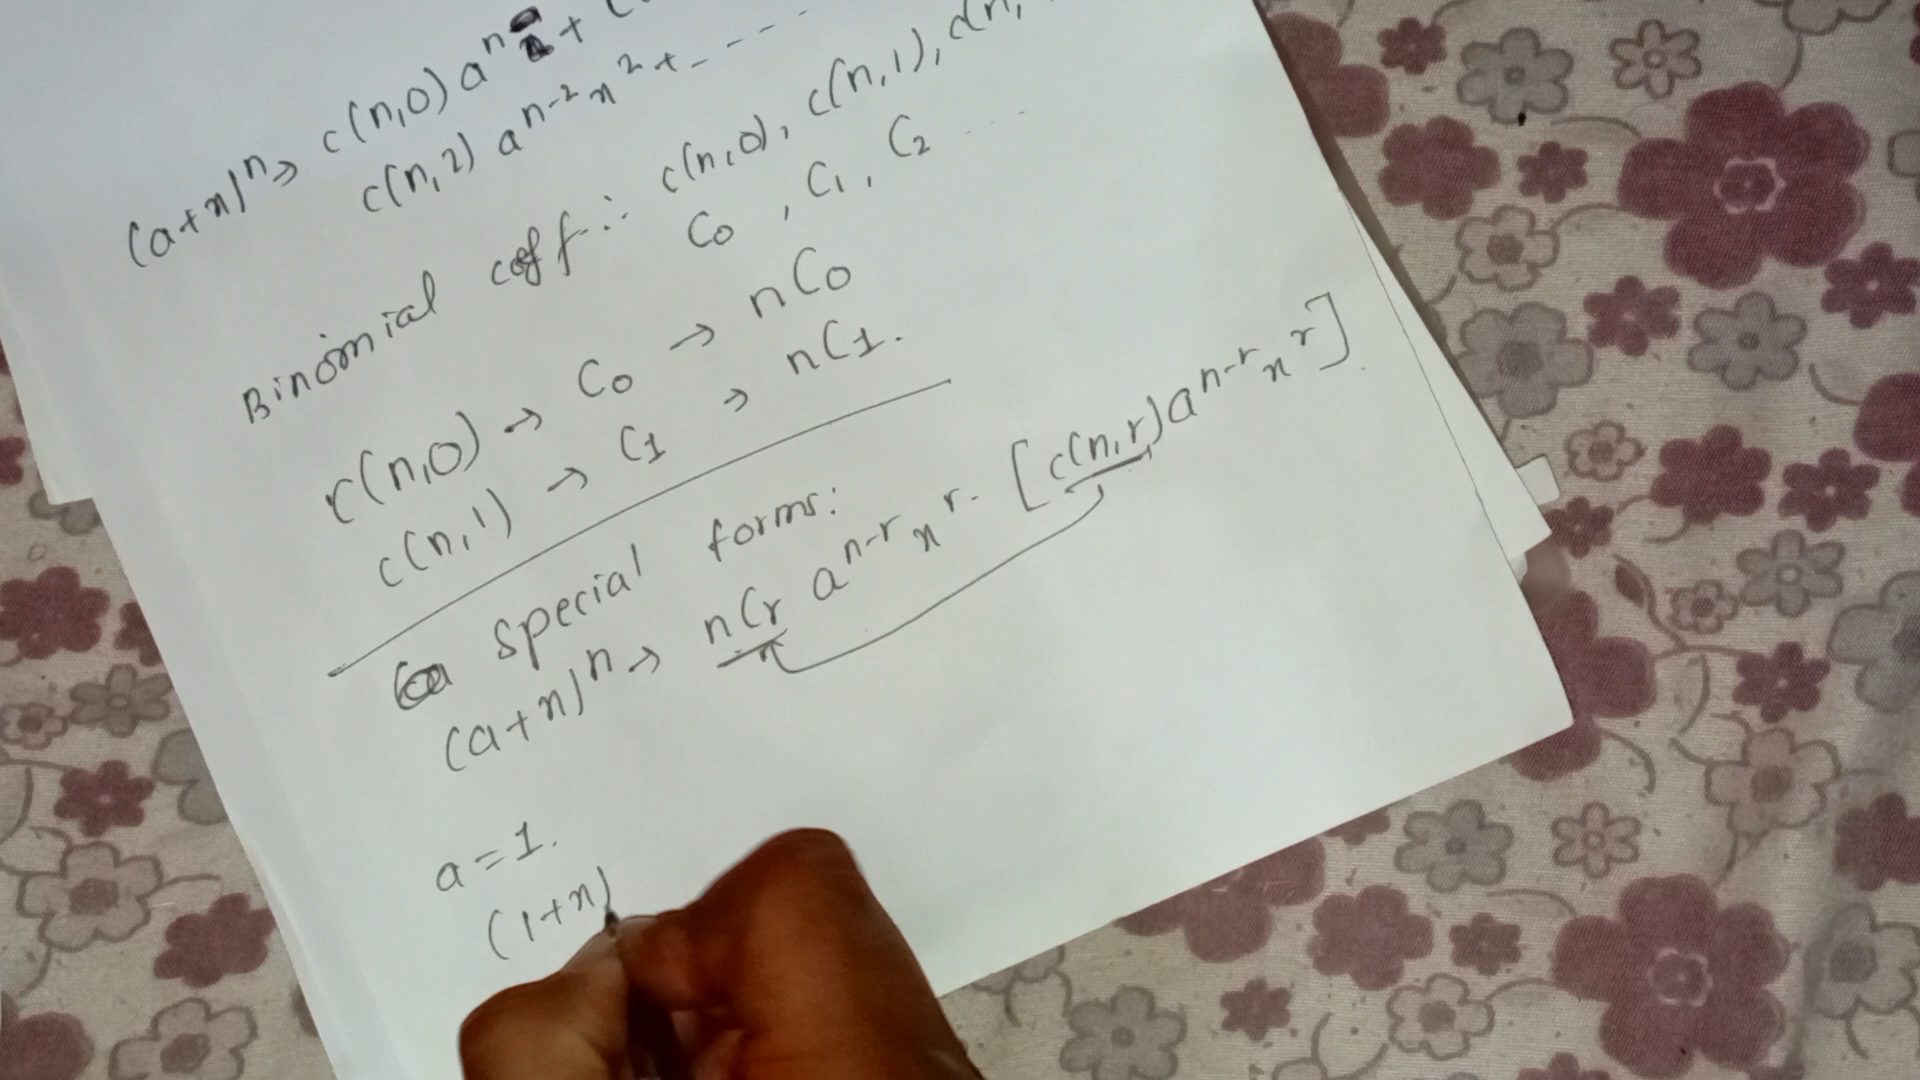 (a+x)^n → c(n,0) a^n +
c(n,2) a^n-2 x^2 + - - - -
Binomial coeff.: c(n,0), c(n,1), c(n,
C0 , C1 , C2 - - -
c(n,0) → C0 → nC0
c(n,1) → C1 → nC1.
special forms:
(a+x)^n → nCr a^n-r x^r. [c(n,r) a^n-r x^r]
a=1.
(1+x)